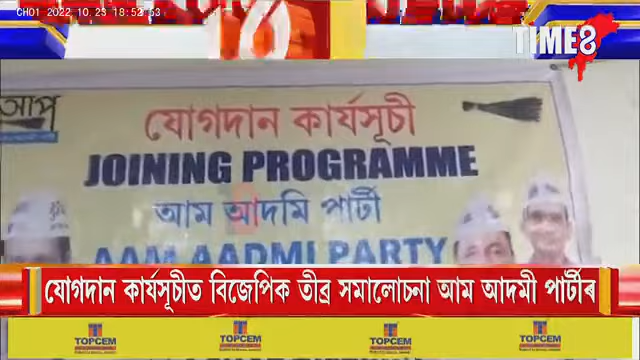 CH01 2022.10.23 18:52:53
TIME8
আপ
যোগদান কাৰ্যসূচী
JOINING PROGRAMME
আম আদমি পাৰ্টী
AAM AADMI PARTY
যোগদান কাৰ্যসূচীত বিজেপিক তীব্ৰ সমালোচনা আম আদমী পাৰ্টীৰ
TOPCEM
TOPCEM
TOPCEM
TOPCEM